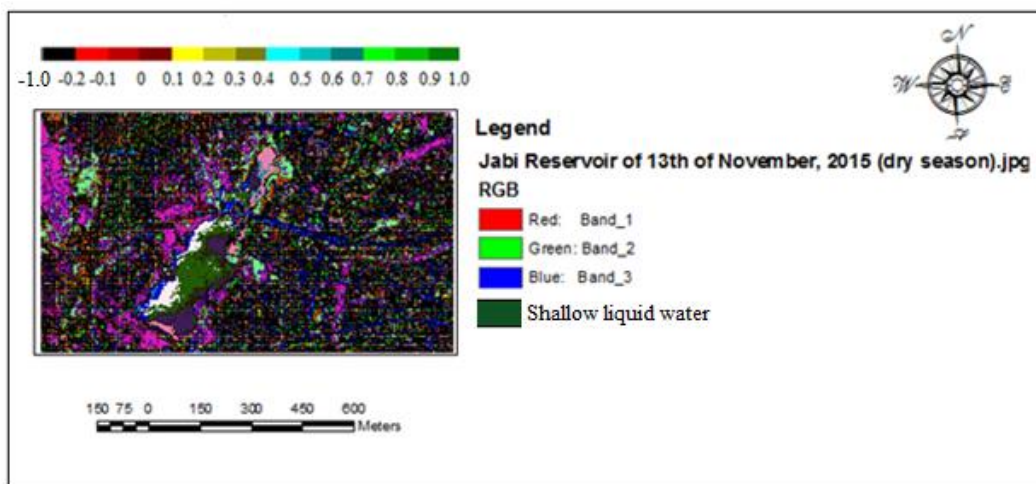 -1.0 -0.2 -0.1 0 0.1 0.2 0.3 0.4 0.5 0.6 0.7 0.8 0.9 1.0
N
W
Legend
Jabi Reservoir of 13th of November, 2015 (dry season).jpg
RGB
Red: Band_1
Green: Band_2
Blue: Band_3
Shallow liquid water
150 75 0 150 300 450 600
Meters